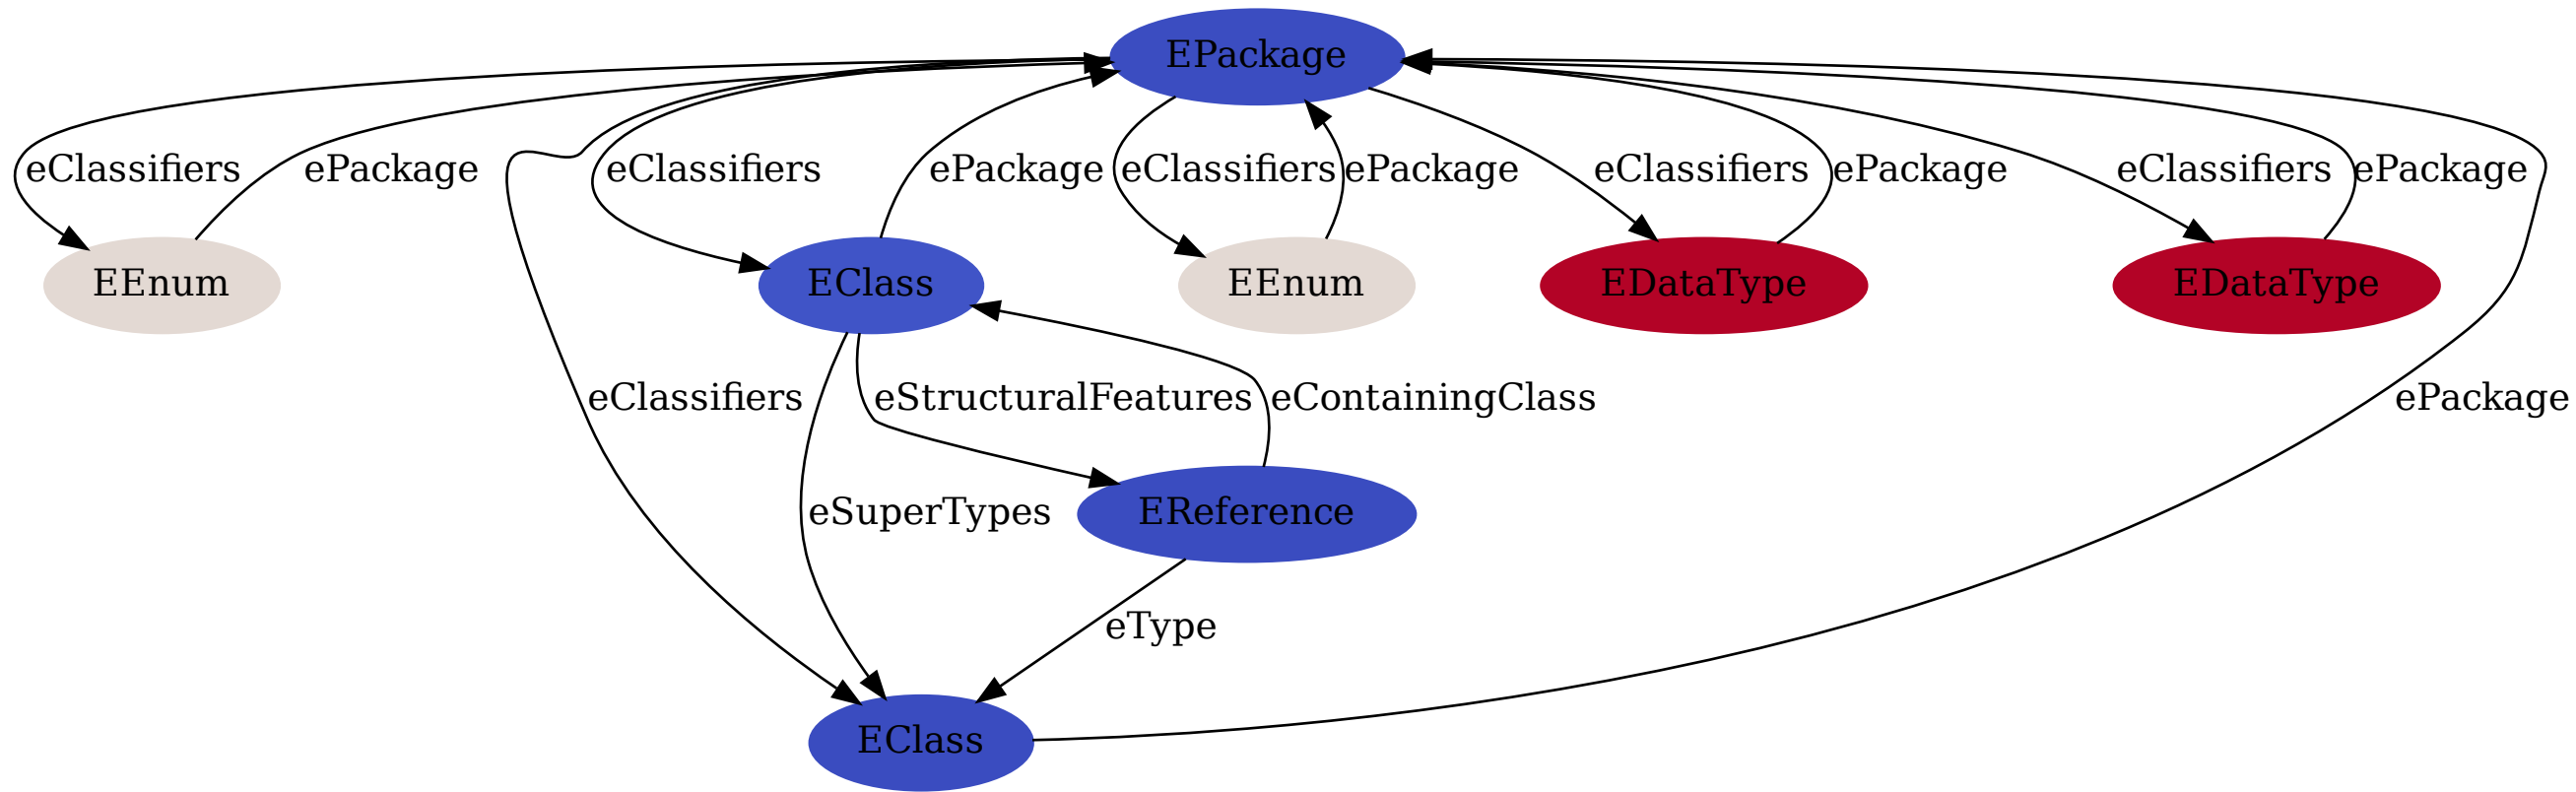 EPackage
eClassifiers
ePackage
eClassifiers
ePackage
eClassifiers
ePackage
eClassifiers
ePackage
eClassifiers
ePackage
EEnum
EClass
EEnum
EDataType
EDataType
eClassifiers
eStructuralFeatures
eContainingClass
ePackage
eSuperTypes
EReference
eType
EClass